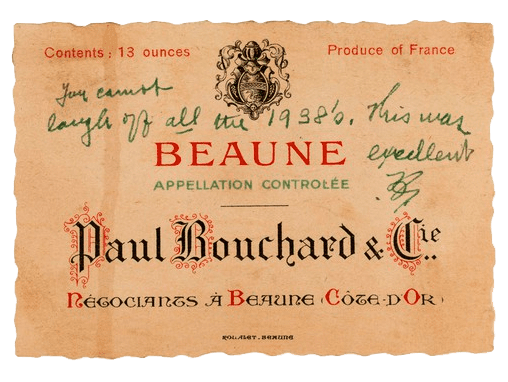 Contents : 13 ounces
Produce of France
You cannot
laugh off all the 1938's. This was
excellent
BEAUNE
APPELLATION CONTROLÉE
Paul Bouchard & Cie
NÉGOCIANTS À BEAUNE (CÔTE-D'OR)